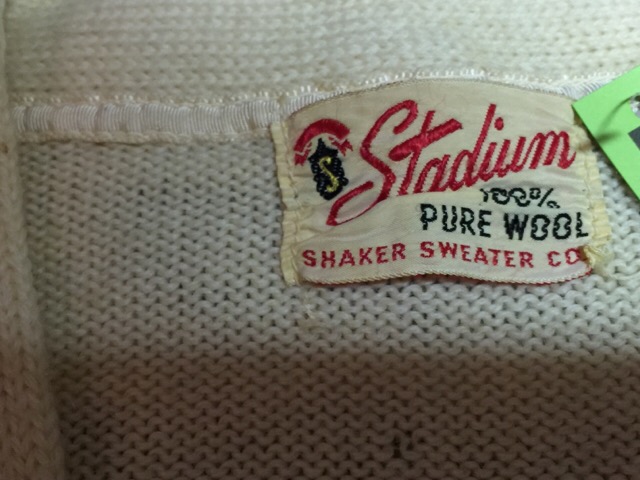 S
Stadium
100%
PURE WOOL
SHAKER SWEATER CO